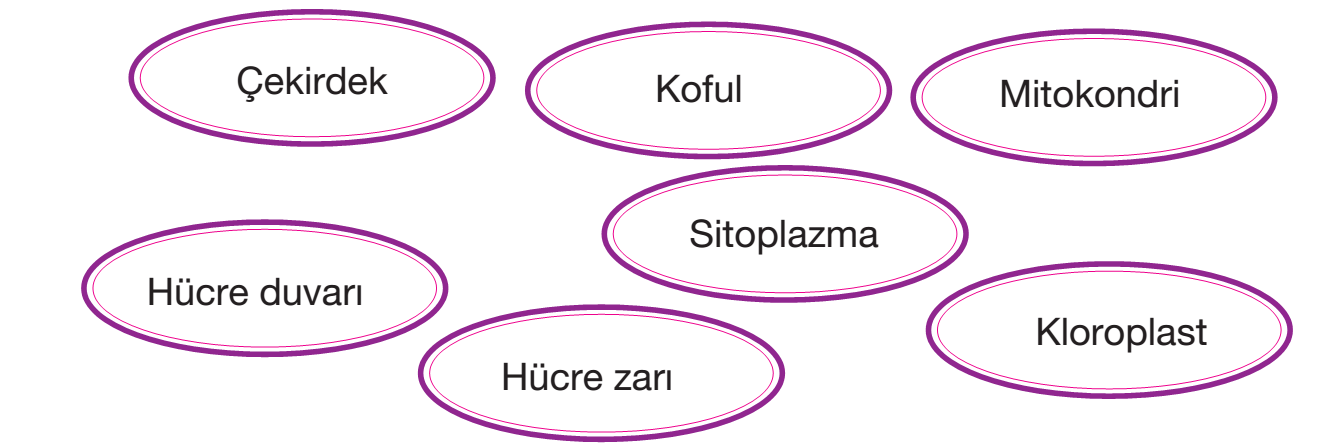 Çekirdek
Koful
Mitokondri
Sitoplazma
Hücre duvarı
Kloroplast
Hücre zarı